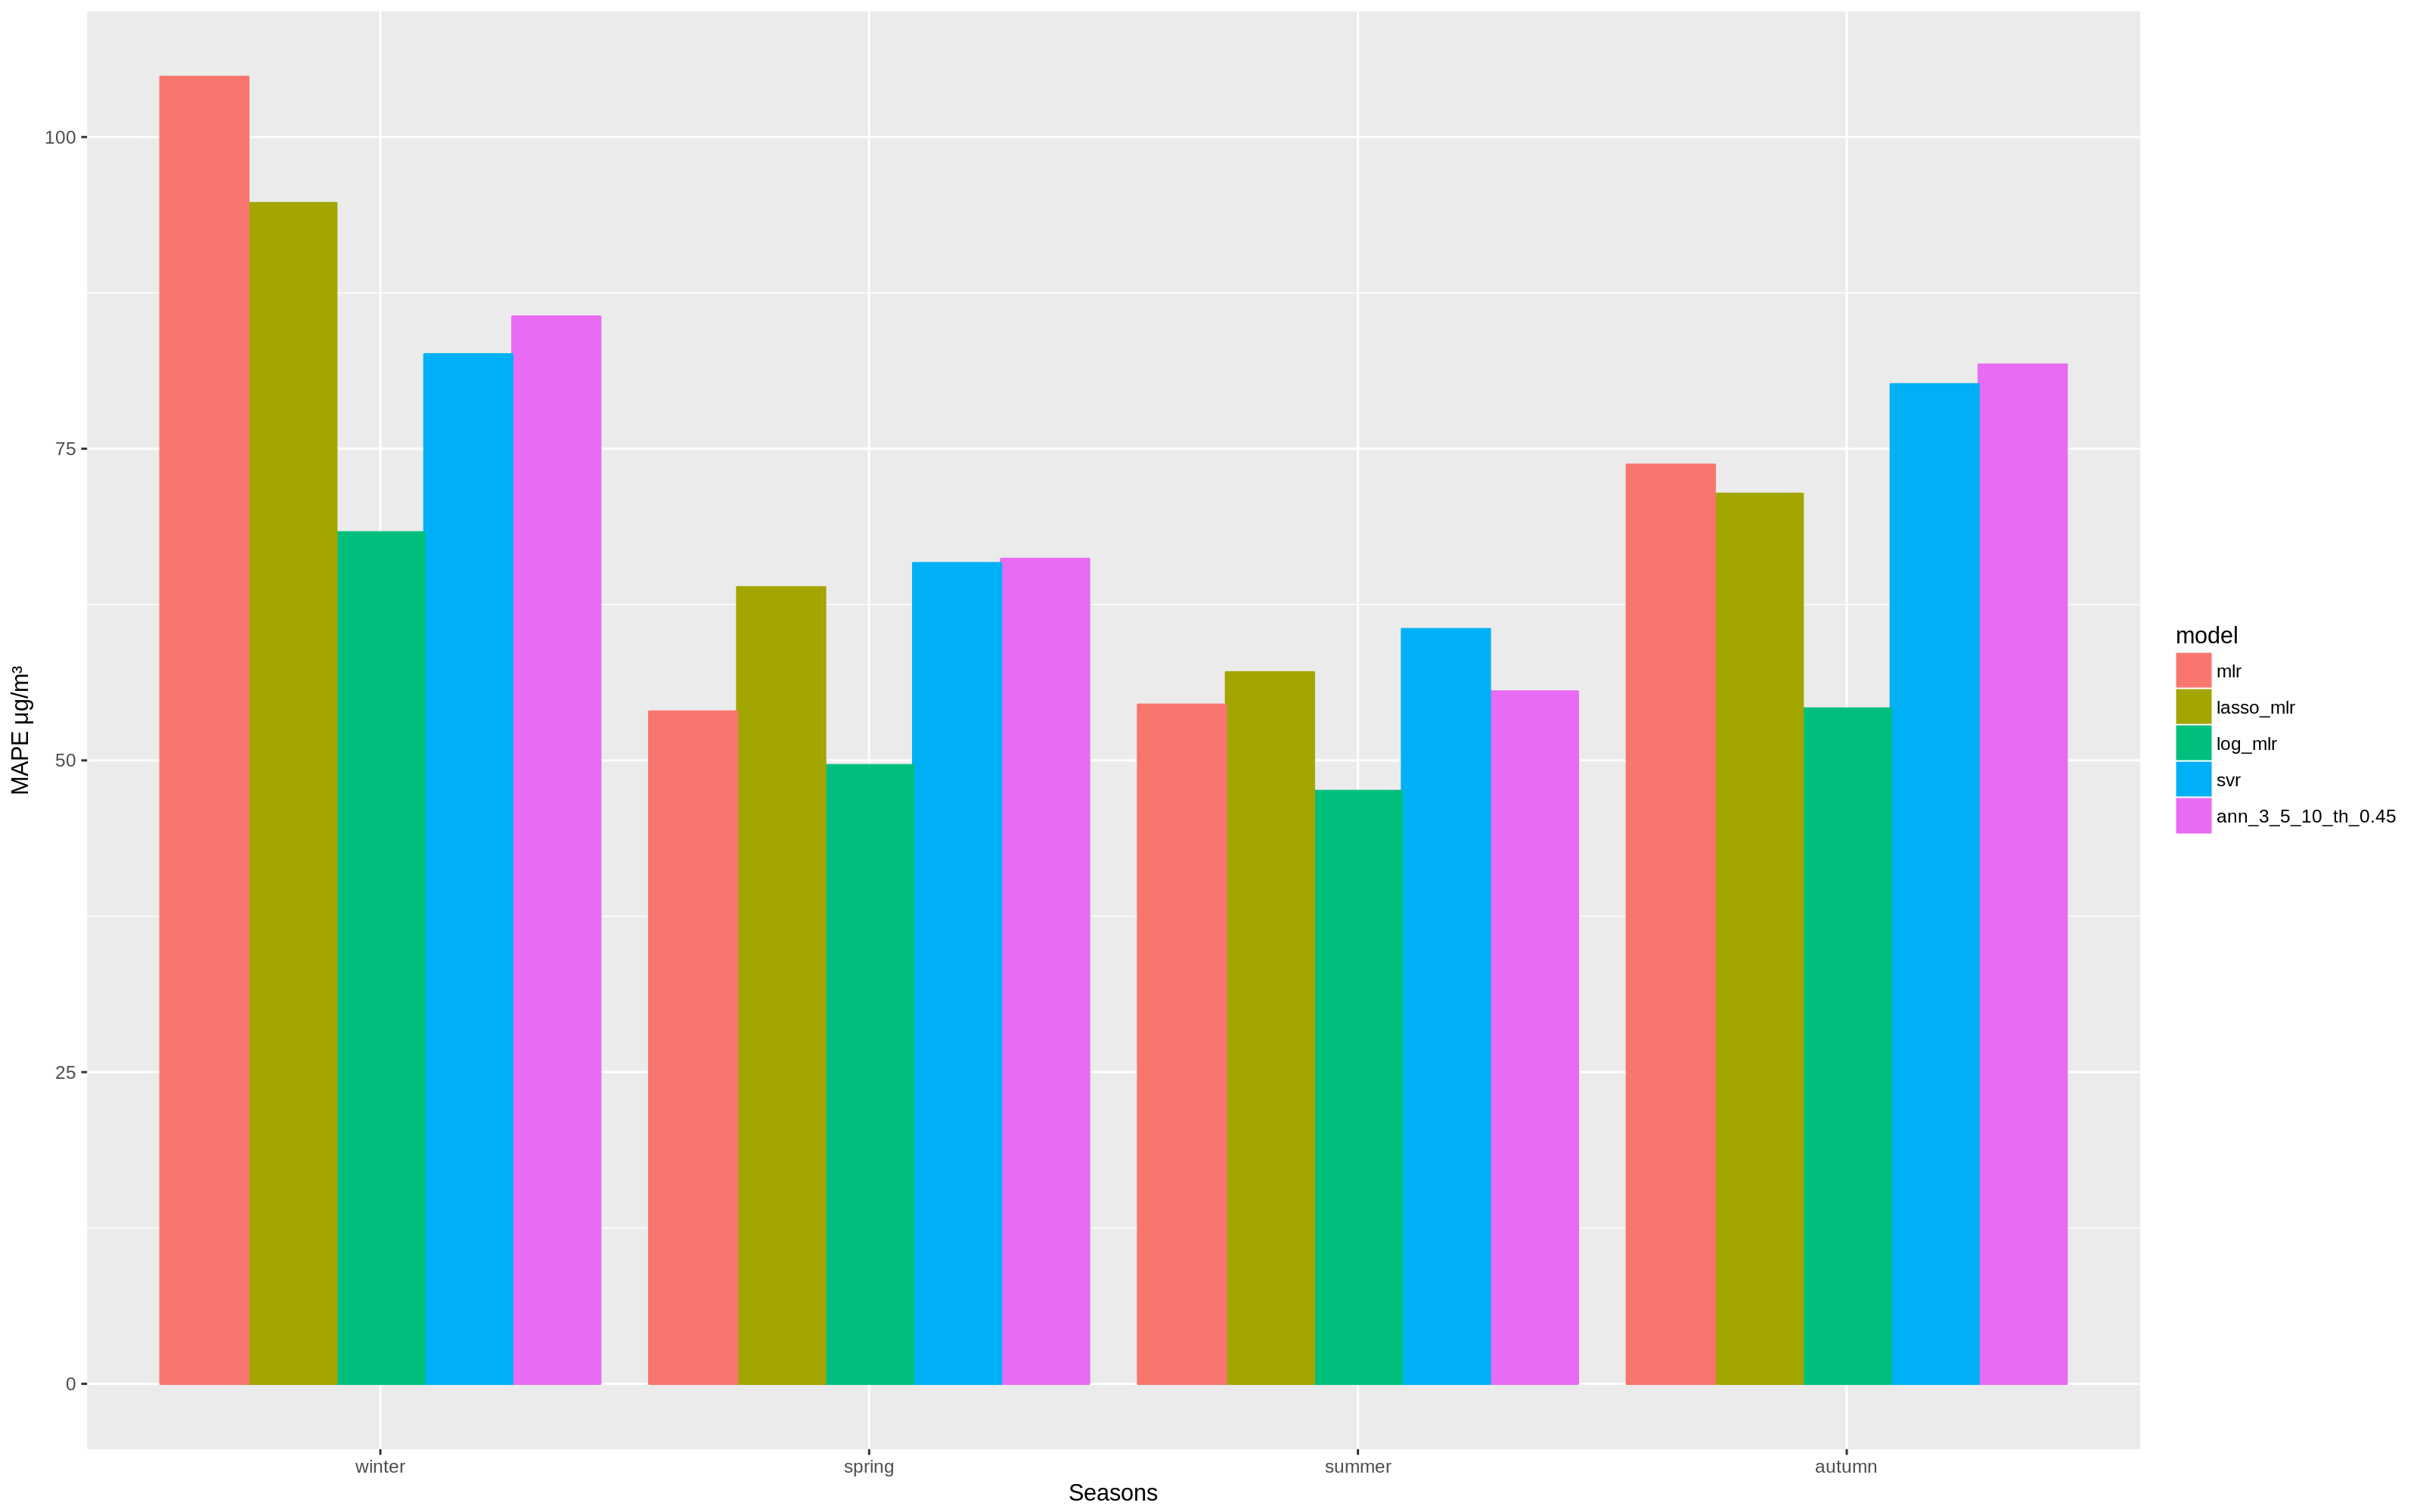 MAPE μg/m³
100
75
50
25
0
winter spring summer autumn
Seasons
model
mlr
lasso_mlr
log_mlr
svr
ann_3_5_10_th_0.45